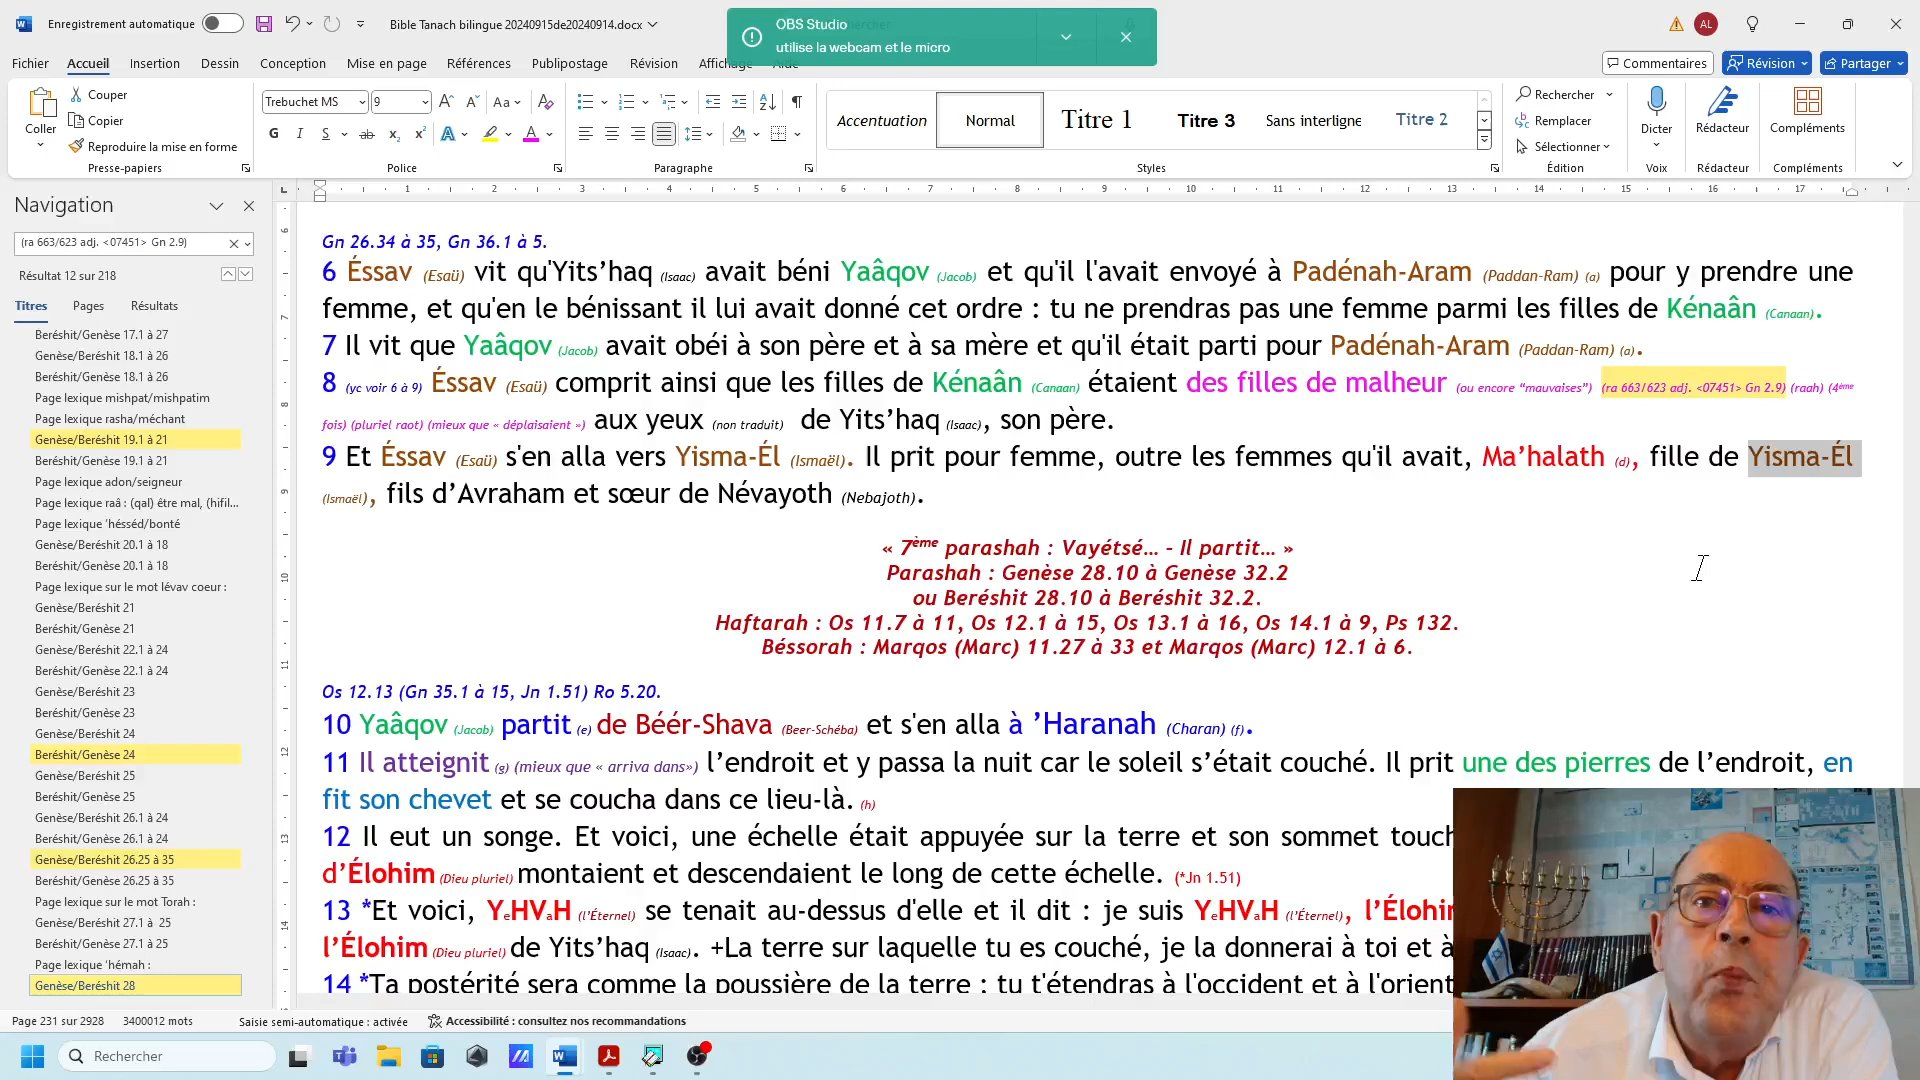 Enregistrement automatique
Bible Tanach bilingue 20240915de20240914.docx
OBS Studio
utilise la webcam et le micro
AL
Fichier Accueil Insertion Dessin Conception Mise en page Références Publipostage Révision Affichage Aide
Commentaires Révision Partager
Coller
Couper
Copier
Reproduire la mise en forme
Presse-papiers
Trebuchet MS 9
Police
Paragraphe
Accentuation Normal Titre 1 Titre 3 Sans interligne Titre 2
Styles
Rechercher
Remplacer
Sélectionner
Édition
Dicter
Voix
Rédacteur
Rédacteur
Compléments
Compléments
Navigation
(ra 663/623 adj. <07451> Gn 2.9)
Résultat 12 sur 218
Titres Pages Résultats
Beréshit/Genèse 17.1 à 27
Genèse/Beréshit 18.1 à 26
Beréshit/Genèse 18.1 à 26
Page lexique mishpat/mishpatim
Page lexique rasha/méchant
Genèse/Beréshit 19.1 à 21
Beréshit/Genèse 19.1 à 21
Page lexique adon/seigneur
Page lexique raâ : (qal) être mal, (hifil...
Page lexique ‘hésséd/bonté
Genèse/Beréshit 20.1 à 18
Beréshit/Genèse 20.1 à 18
Page lexique sur le mot lévav coeur :
Genèse/Beréshit 21
Beréshit/Genèse 21
Genèse/Beréshit 22.1 à 24
Beréshit/Genèse 22.1 à 24
Genèse/Beréshit 23
Beréshit/Genèse 23
Genèse/Beréshit 24
Beréshit/Genèse 24
Genèse/Beréshit 25
Beréshit/Genèse 25
Genèse/Beréshit 26.1 à 24
Beréshit/Genèse 26.1 à 24
Genèse/Beréshit 26.25 à 35
Beréshit/Genèse 26.25 à 35
Page lexique sur le mot Torah :
Genèse/Beréshit 27.1 à 25
Beréshit/Genèse 27.1 à 25
Page lexique ‘hémah :
Genèse/Beréshit 28
Gn 26.34 à 35, Gn 36.1 à 5.
6 Éssav (Esaü) vit qu'Yits’haq (Isaac) avait béni Yaâqov (Jacob) et qu'il l'avait envoyé à Padénah-Aram (Paddan-Ram) (a) pour y prendre une
femme, et qu'en le bénissant il lui avait donné cet ordre : tu ne prendras pas une femme parmi les filles de Kénaân (Canaan).
7 Il vit que Yaâqov (Jacob) avait obéi à son père et à sa mère et qu'il était parti pour Padénah-Aram (Paddan-Ram) (a).
8 (yc voir 6 à 9) Éssav (Esaü) comprit ainsi que les filles de Kénaân (Canaan) étaient des filles de malheur (ou encore “mauvaises”) (ra 663/623 adj. <07451> Gn 2.9) (raah) (4ème
fois) (pluriel raot) (mieux que « déplaisaient ») aux yeux (non traduit) de Yits’haq (Isaac), son père.
9 Et Éssav (Esaü) s'en alla vers Yisma-Él (Ismaël). Il prit pour femme, outre les femmes qu'il avait, Ma’halath (d), fille de Yisma-Él
(Ismaël), fils d’Avraham et sœur de Névayoth (Nebajoth).
« 7ème parashah : Vayétsé... – Il partit... »
Parashah : Genèse 28.10 à Genèse 32.2
ou Beréshit 28.10 à Beréshit 32.2.
Haftarah : Os 11.7 à 11, Os 12.1 à 15, Os 13.1 à 16, Os 14.1 à 9, Ps 132.
Béssorah : Marqos (Marc) 11.27 à 33 et Marqos (Marc) 12.1 à 6.
Os 12.13 (Gn 35.1 à 15, Jn 1.51) Ro 5.20.
10 Yaâqov (Jacob) partit (e) de Béér-Shava (Beer-Schéba) et s'en alla à ’Haranah (Charan) (f).
11 Il atteignit (g) (mieux que « arriva dans») l’endroit et y passa la nuit car le soleil s’était couché. Il prit une des pierres de l’endroit, en
fit son chevet et se coucha dans ce lieu-là. (h)
12 Il eut un songe. Et voici, une échelle était appuyée sur la terre et son sommet touch
d’Élohim (Dieu pluriel) montaient et descendaient le long de cette échelle. (*Jn 1.51)
13 *Et voici, YeHVaH (l’Éternel) se tenait au-dessus d'elle et il dit : je suis YeHVaH (l’Éternel), l’Élohi
l’Élohim (Dieu pluriel) de Yits’haq (Isaac). +La terre sur laquelle tu es couché, je la donnerai à toi et à
14 *Ta postérité sera comme la poussière de la terre ; tu t'étendras à l'occident et à l'orient
Page 231 sur 2928 3400012 mots Saisie semi-automatique : activée Accessibilité : consultez nos recommandations
Rechercher